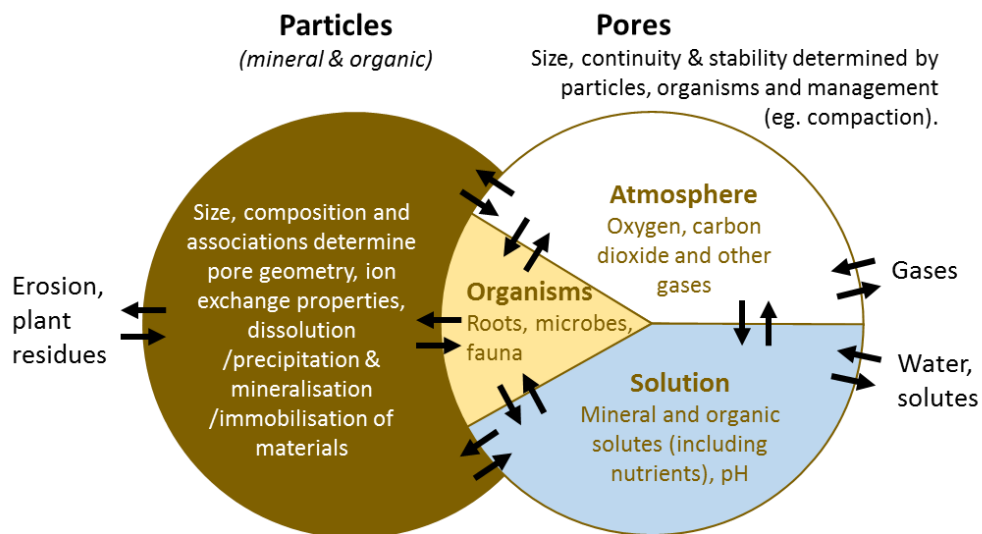 Particles
(mineral & organic)
Pores
Size, continuity & stability determined by
particles, organisms and management
(eg. compaction).
Size, composition and
associations determine
pore geometry, ion
exchange properties,
dissolution
/precipitation &
mineralisation
/immobilisation of
materials
Erosion,
plant
residues
Organisms
Roots, microbes,
fauna
Atmosphere
Oxygen, carbon
dioxide and other
gases
Solution
Mineral and organic
solutes (including
nutrients), pH
Gases
Water,
solutes